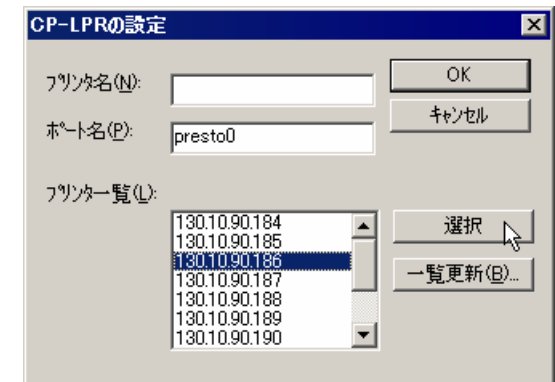 CP-LPRの設定
プリンタ名(N):
OK
ポート名(P):
presto0
キャンセル
プリンター覧(L):
130.10.90.184
130.10.90.185
130.10.90.186
130.10.90.187
130.10.90.188
130.10.90.189
130.10.90.190
選択
一覧更新(B)...